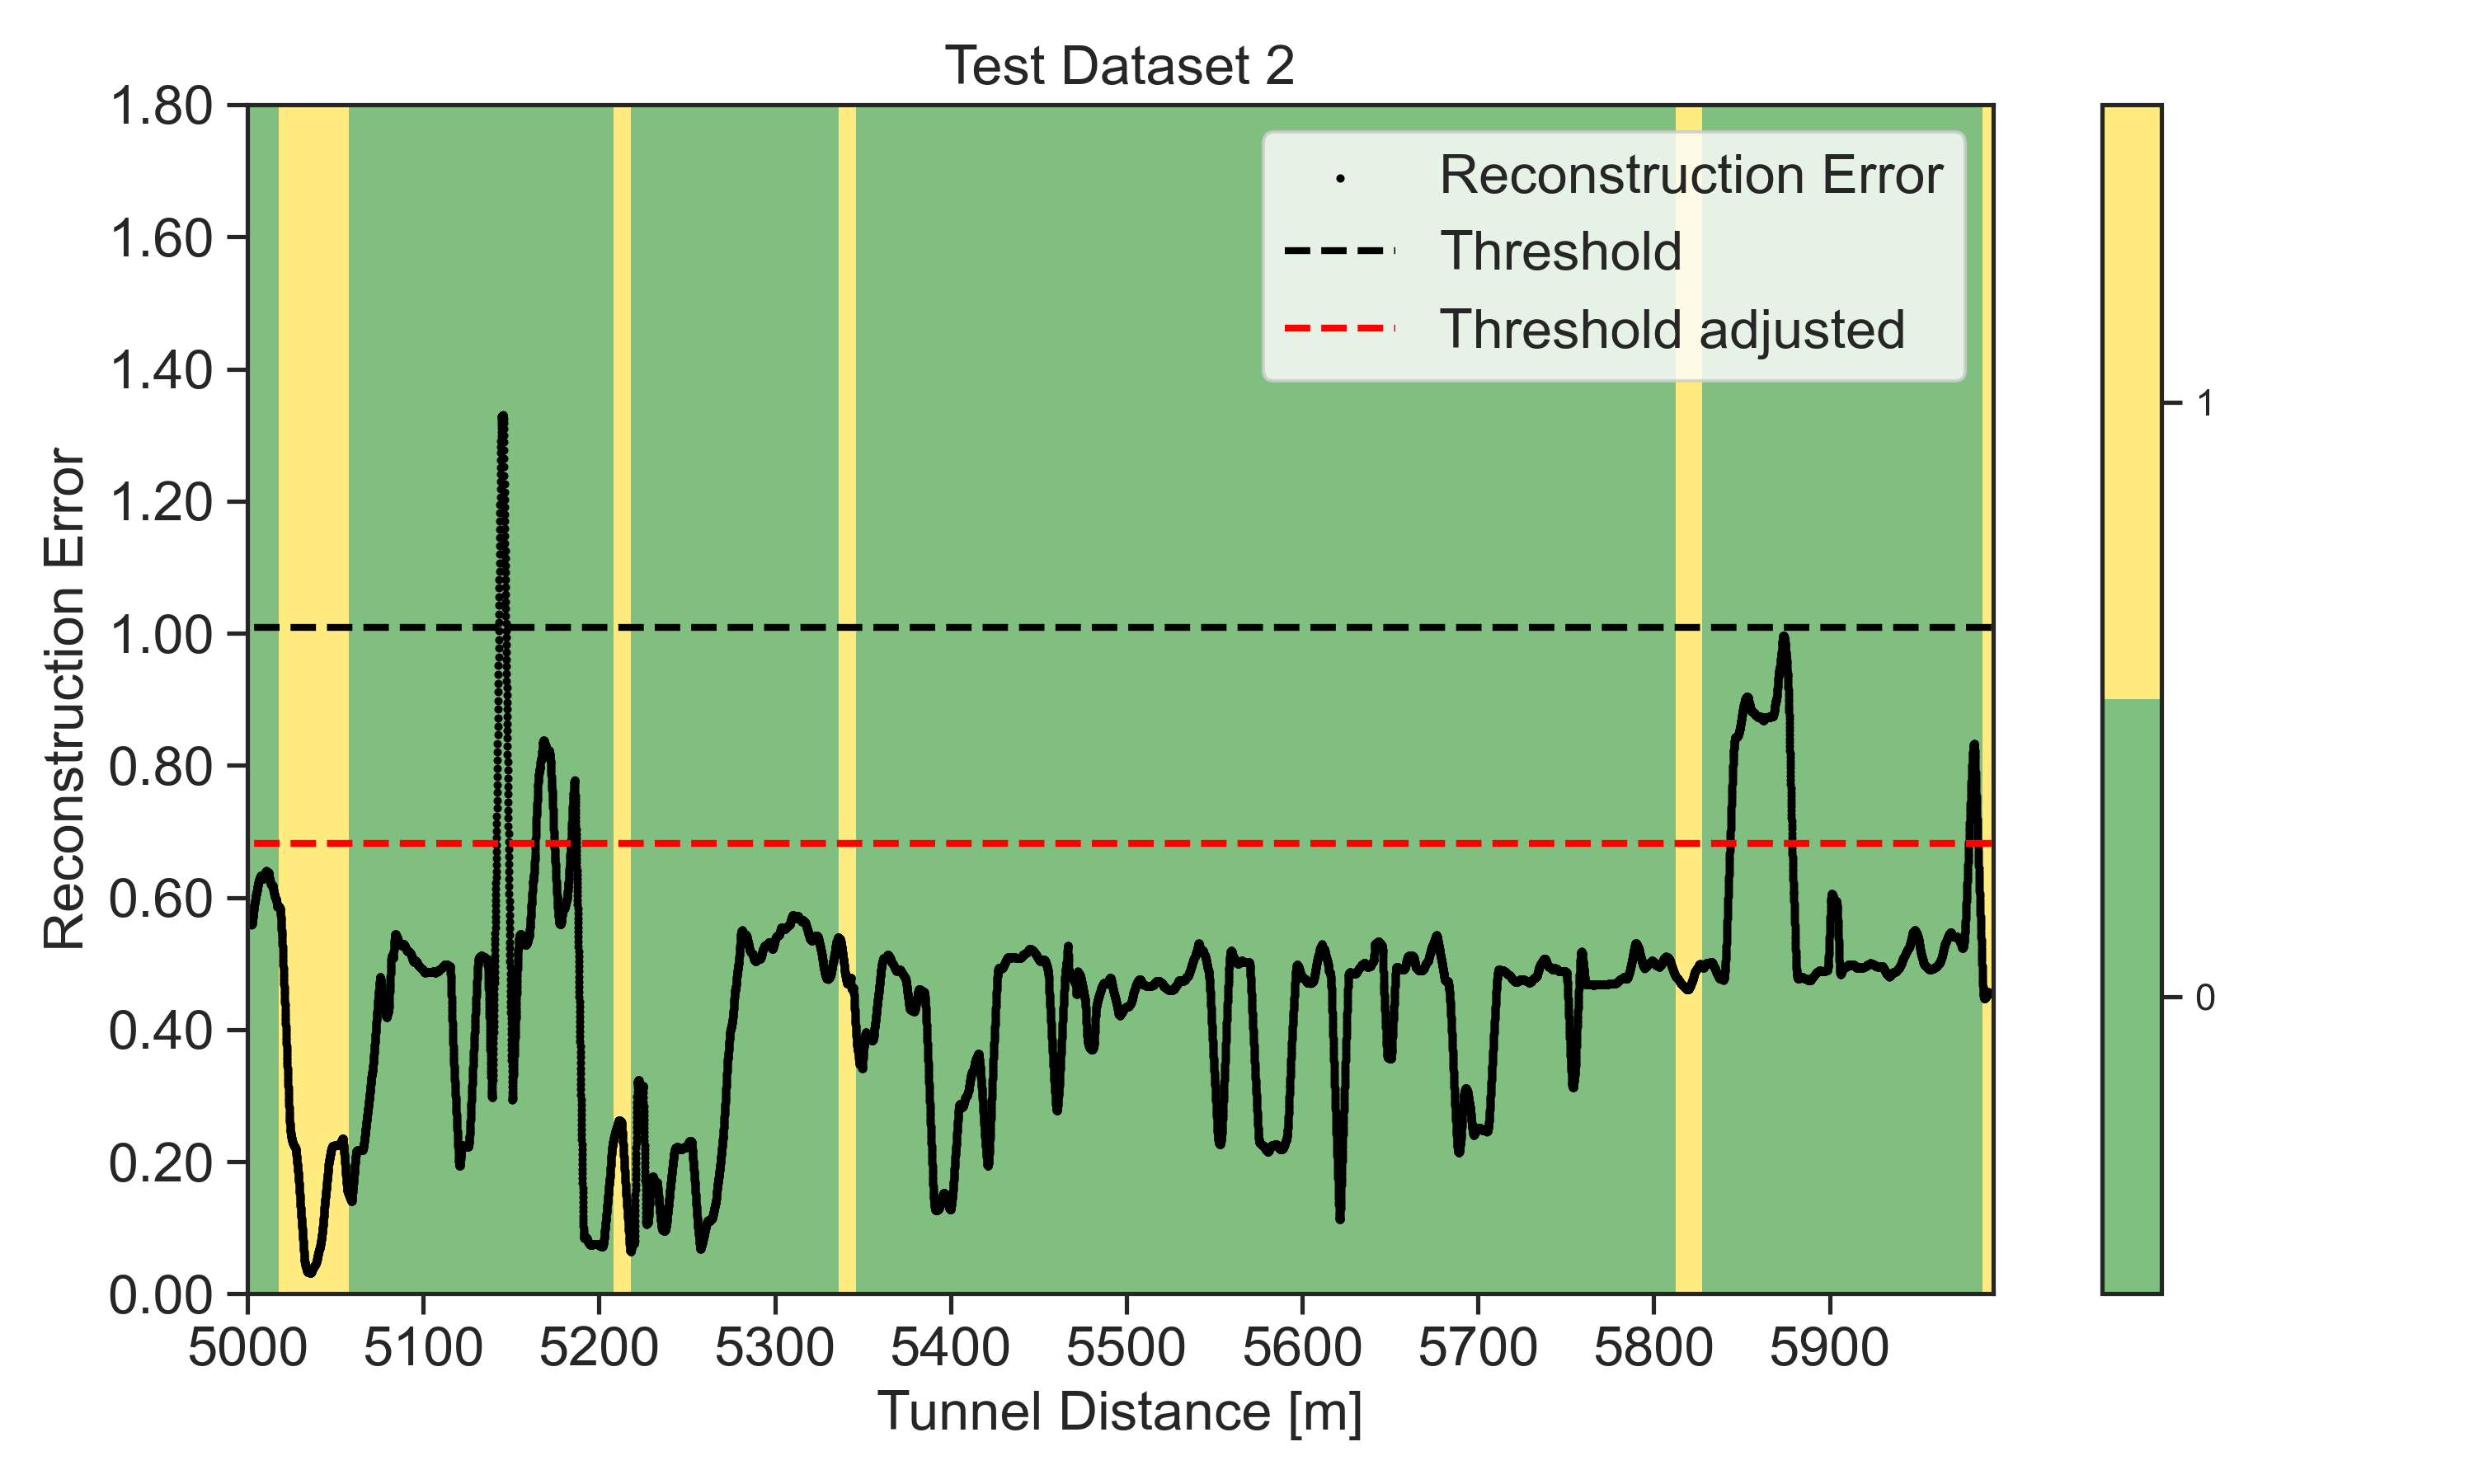 Test Dataset 2
1.80
1.60
1.40
1.20
1.00
0.80
0.60
0.40
0.20
0.00
Reconstruction Error
Reconstruction Error
Threshold
Threshold adjusted
5000 5100 5200 5300 5400 5500 5600 5700 5800 5900
Tunnel Distance [m]
1
0